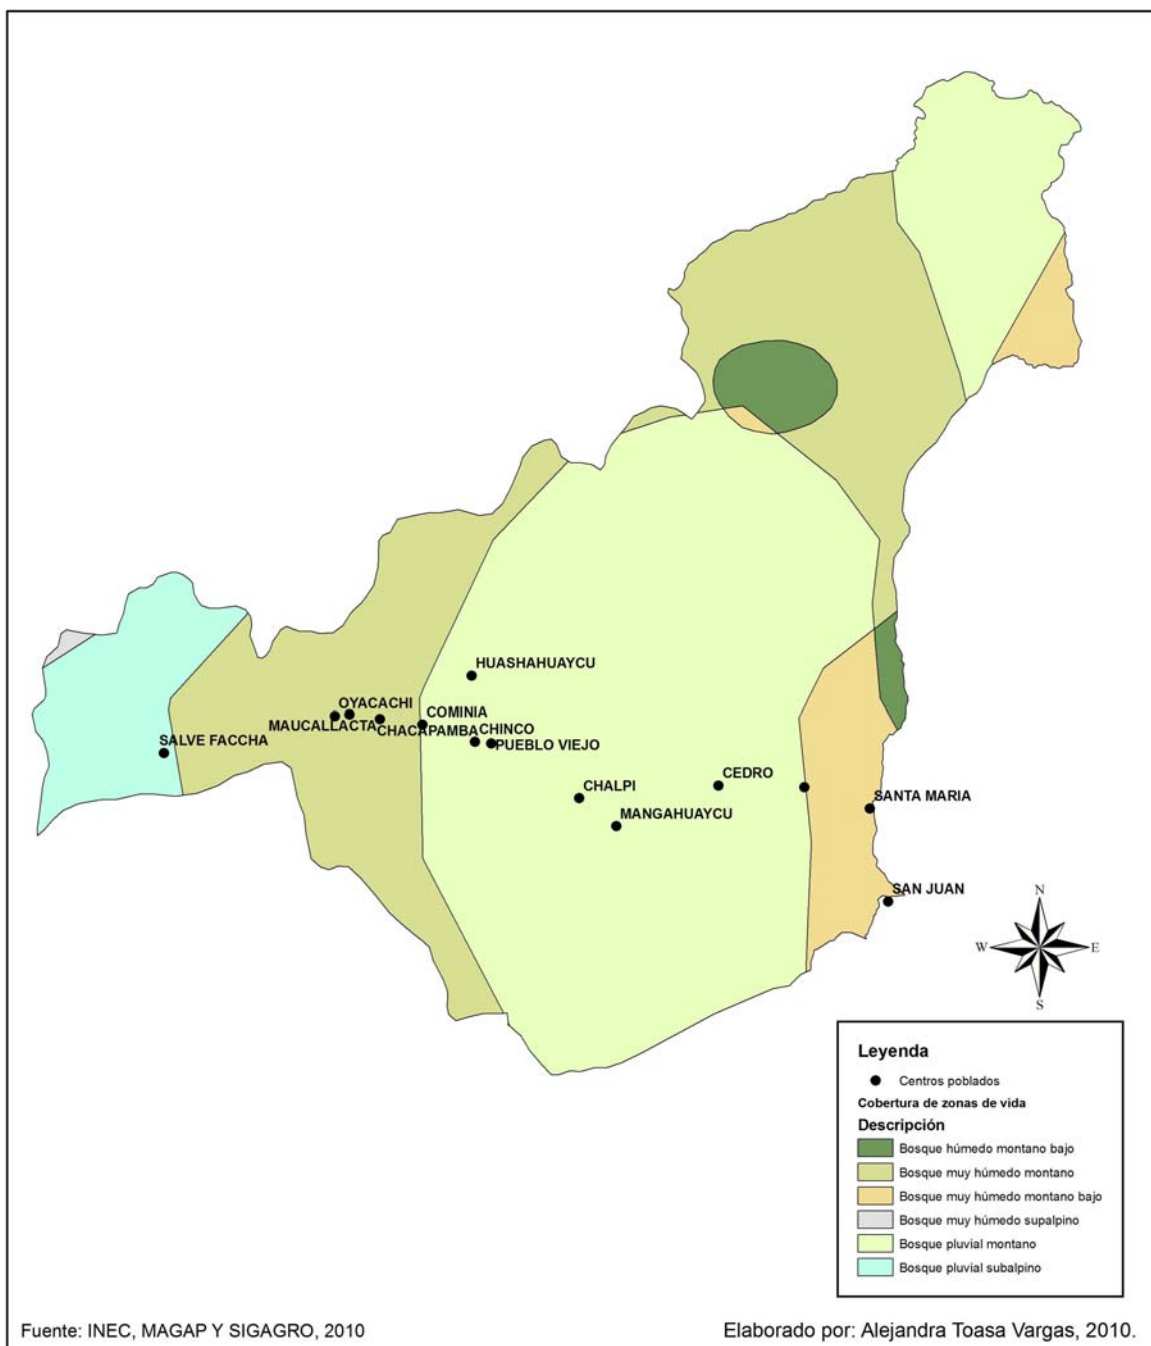 HUASHAHUAYCU
OYACACHI
COMINIA
MAUCALLACTA
CHACAPAMBA
CHINCO
SALVE FACCHA
PUEBLO VIEJO
CEDRO
CHALPI
SANTA MARIA
MANGAHUAYCU
SAN JUAN
N
W
E
S
Leyenda
Centros poblados
Cobertura de zonas de vida
Descripción
Bosque húmedo montano bajo
Bosque muy húmedo montano
Bosque muy húmedo montano bajo
Bosque muy húmedo supalpino
Bosque pluvial montano
Bosque pluvial subalpino
Fuente: INEC, MAGAP Y SIGAGRO, 2010
Elaborado por: Alejandra Toasa Vargas, 2010.